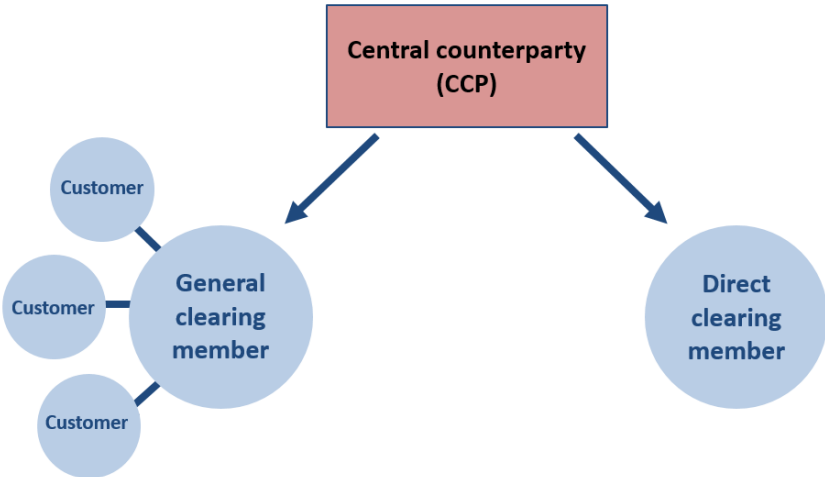 Central counterparty
(CCP)
Customer
Customer
Customer
General
clearing
member
Direct
clearing
member